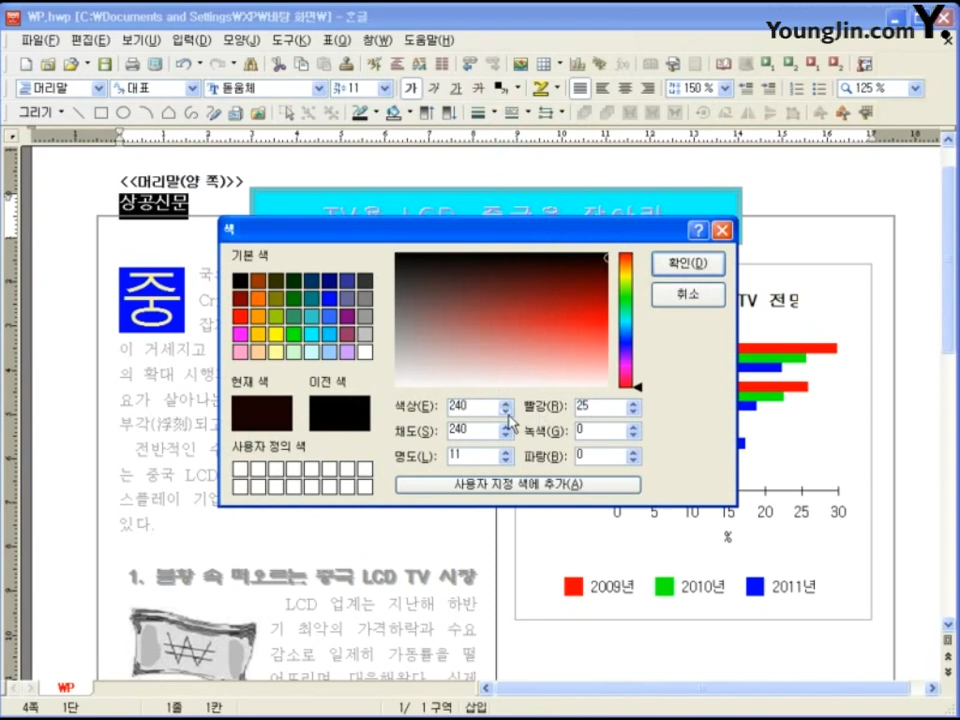 WP.hwp [C:\Documents and Settings\XP\바탕 화면\] - 흔글
YoungJin.com Y.
파일(F) 편집(E) 보기(U) 입력(D) 모양(J) 도구(K) 표(Q) 창(W) 도움말(H)
머리말 대표 돋움체 11 가 가 가 가 150 % 125 %
그리기
<<머리말(양 쪽)>>
상공신문
색
기본 색
확인(D)
취소
현재 색 이전 색
사용자 정의 색
색상(E): 240 빨강(R): 25
채도(S): 240 녹색(G): 0
명도(L): 11 파랑(B): 0
사용자 지정 색에 추가(A)
중
국
Cr
잡
이 거세지고
의 확대 시행
요가 살아나는
부각(浮刻)되고
전반적인 수
는 중국 LCD
스플레이 기업
있다.
TV 전망
0 5 10 15 20 25 30
%
2009년 2010년 2011년
1. 불황 속 떠오르는 중국 LCD TV 시장
LCD 업계는 지난해 하반
기 최악의 가격하락과 수요
감소로 일제히 가동률을 떨
WP
4쪽 1단 1줄 1칸 1/ 1 구역 삽입